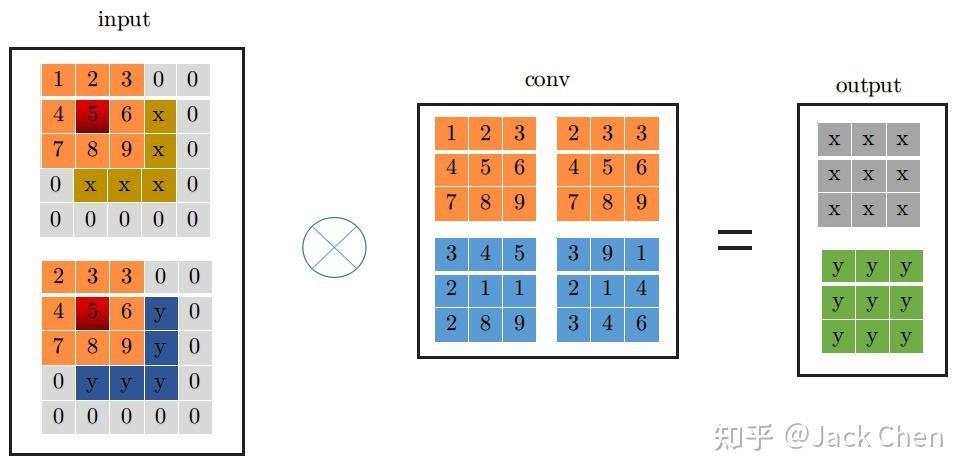 input
1 2 3 0 0
4 5 6 x 0
7 8 9 x 0
0 x x x 0
0 0 0 0 0
2 3 3 0 0
4 5 6 y 0
7 8 9 y 0
0 y y y 0
0 0 0 0 0
conv
1 2 3 2 3 3
4 5 6 4 5 6
7 8 9 7 8 9
3 4 5 3 9 1
2 1 1 2 1 4
2 8 9 3 4 6
=
output
x x x
x x x
x x x
y y y
y y y
y y y
知乎 @Jack Chen